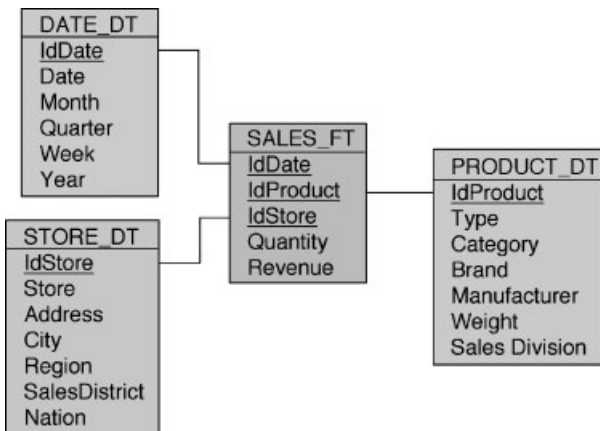 DATE_DT
IdDate
Date
Month
Quarter
Week
Year
STORE_DT
IdStore
Store
Address
City
Region
SalesDistrict
Nation
SALES_FT
IdDate
IdProduct
IdStore
Quantity
Revenue
PRODUCT_DT
IdProduct
Type
Category
Brand
Manufacturer
Weight
Sales Division